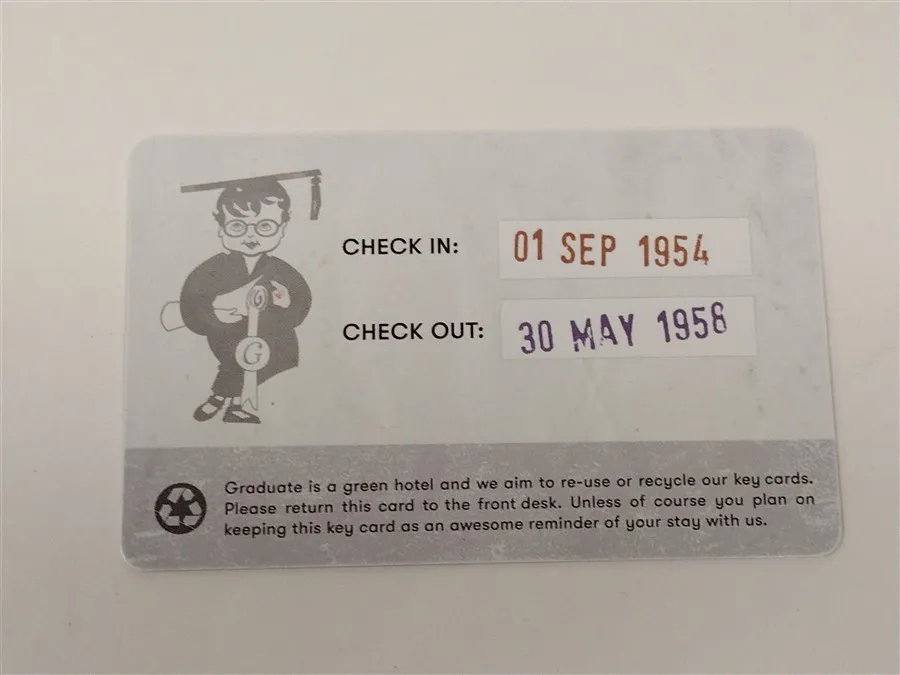 CHECK IN: 01 SEP 1954
CHECK OUT: 30 MAY 1958
G
G
Graduate is a green hotel and we aim to re-use or recycle our key cards.
Please return this card to the front desk. Unless of course you plan on
keeping this key card as an awesome reminder of your stay with us.